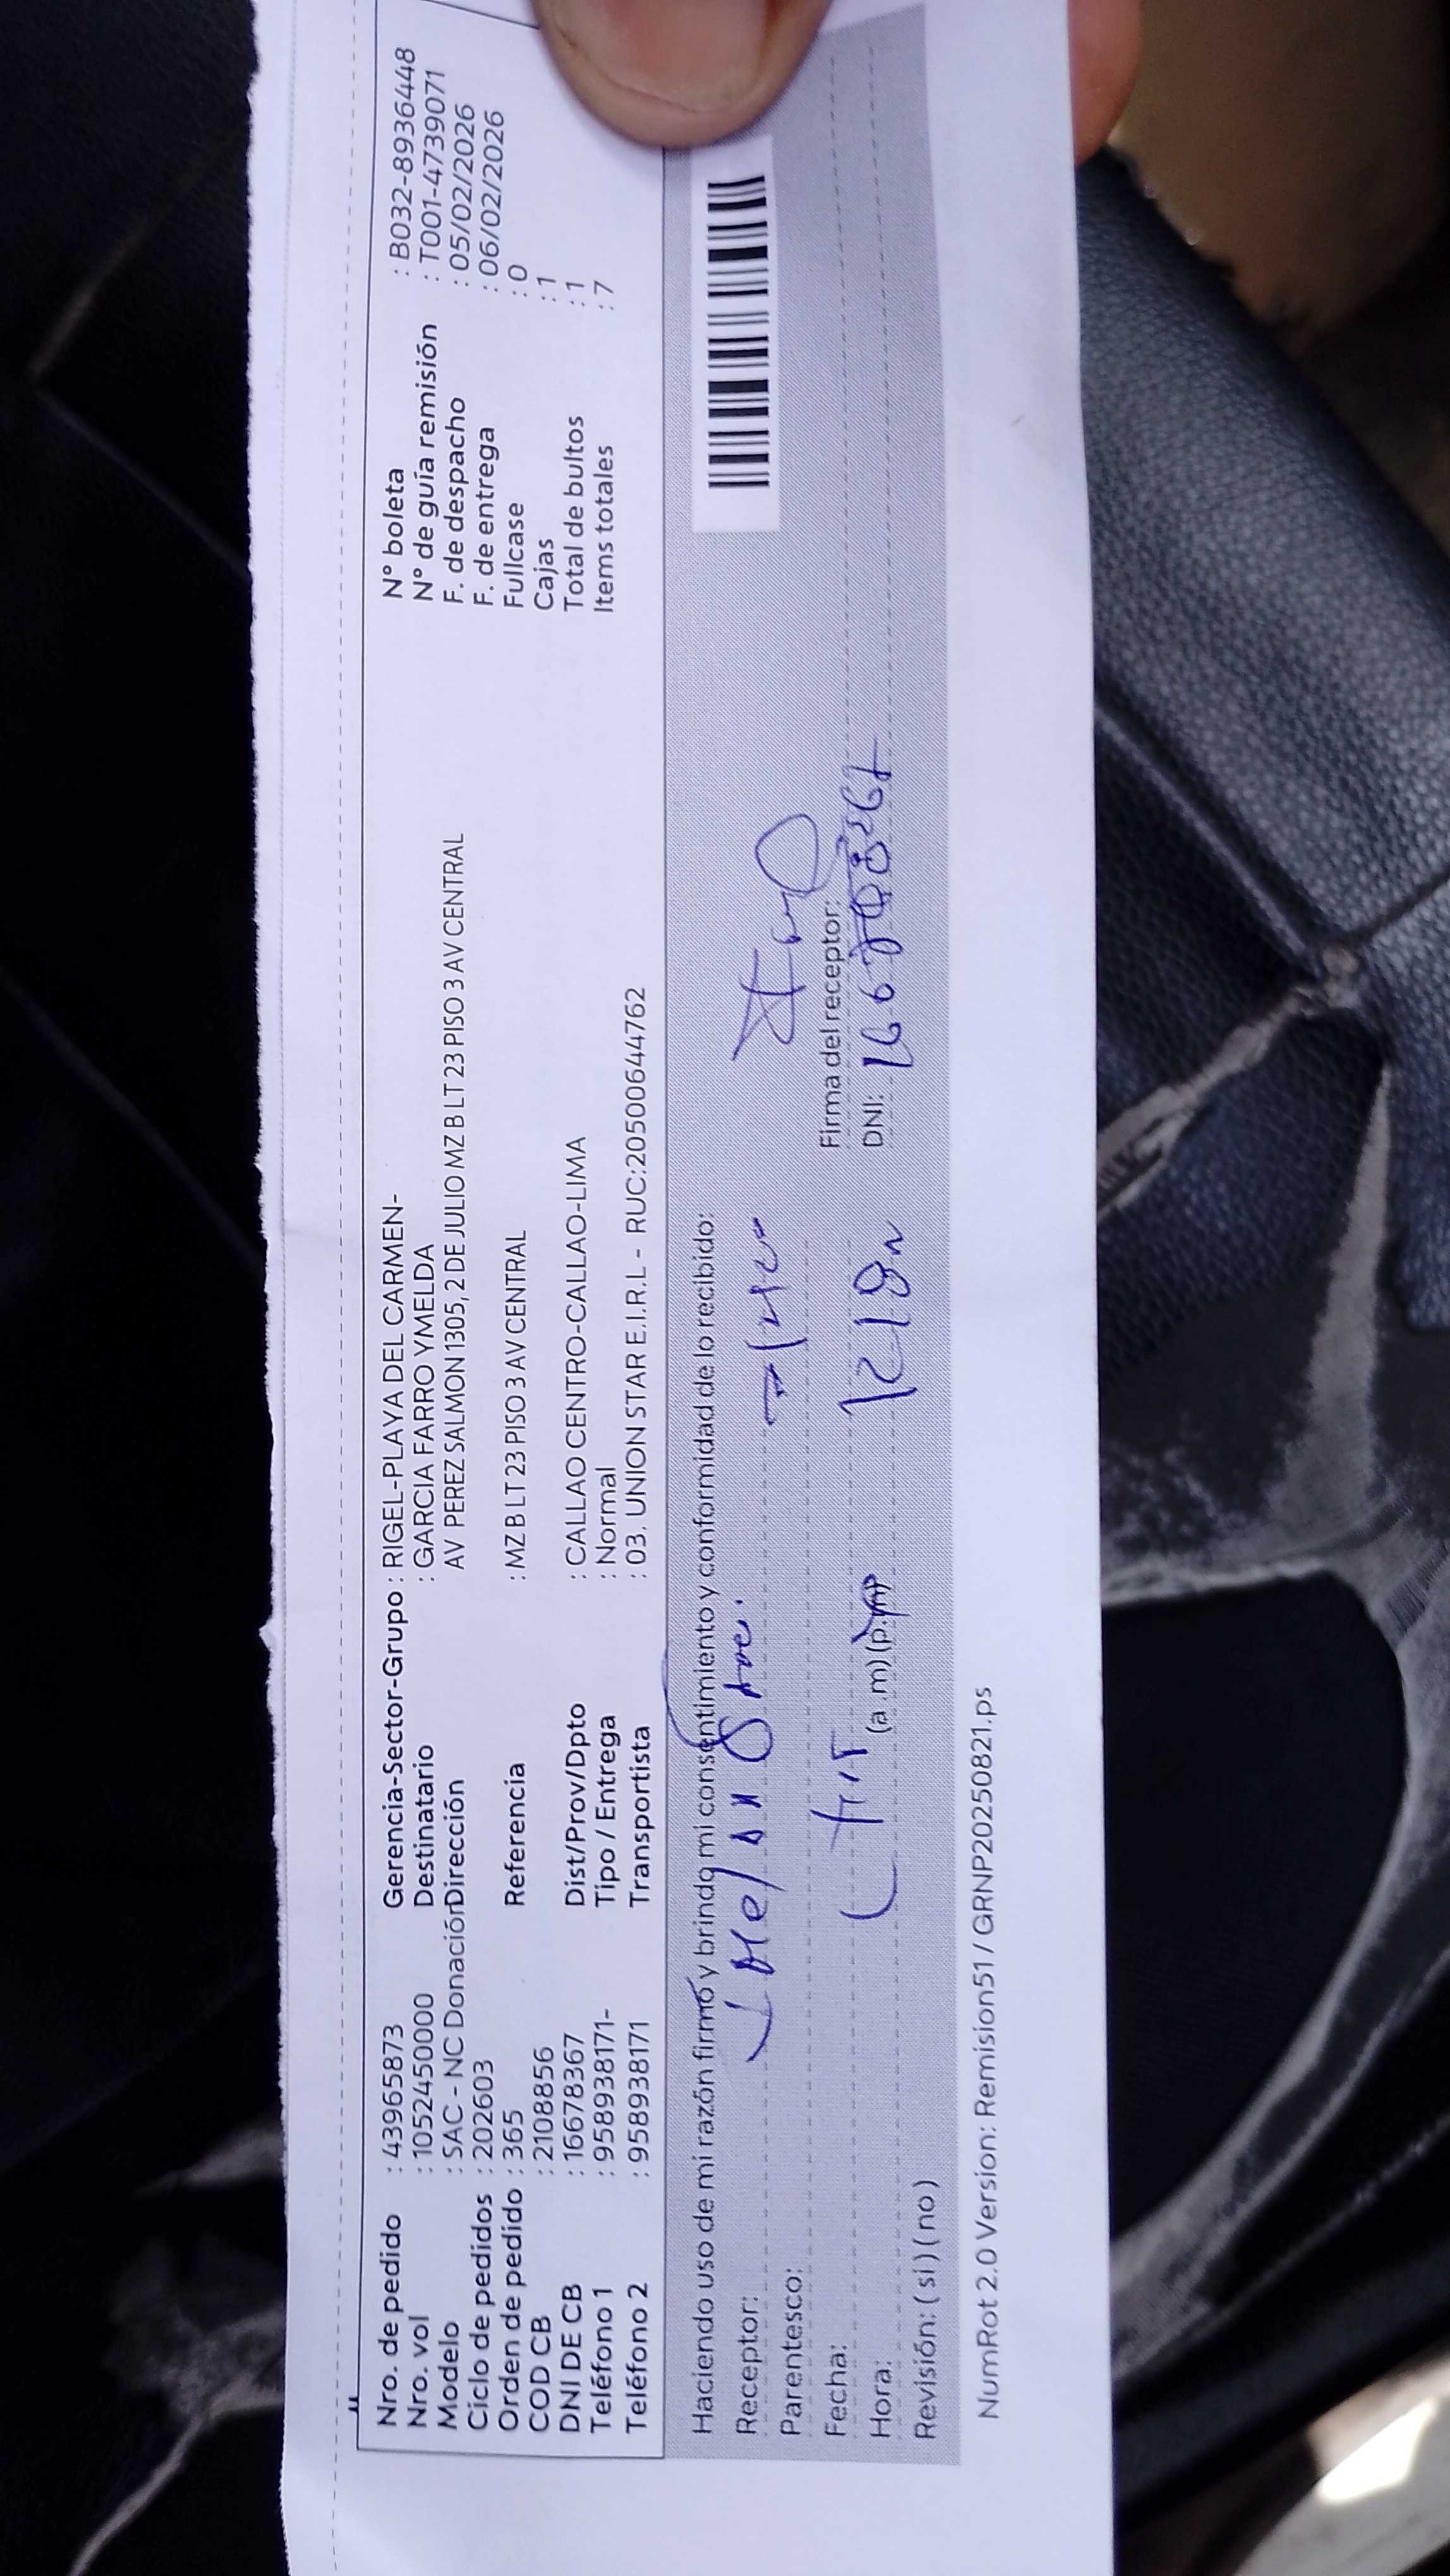 Nro. de pedido : 43965873 Gerencia-Sector-Grupo : RIGEL-PLAYA DEL CARMEN- N° boleta : B032-8936448
Nro. vol : 1052450000 Destinatario : GARCIA FARRO YMELDA N° de guía remisión : T001-4739071
Modelo : SAC - NC Donación Dirección AV PEREZ SALMON 1305, 2 DE JULIO MZ B LT 23 PISO 3 AV CENTRAL F. de despacho : 05/02/2026
Ciclo de pedidos : 202603 F. de entrega : 06/02/2026
Orden de pedido : 365 Referencia : MZ B LT 23 PISO 3 AV CENTRAL Fullcase : 0
COD CB : 2108856 Cajas : 1
DNI DE CB : 16678367 Dist/Prov/Dpto : CALLAO CENTRO-CALLAO-LIMA Total de bultos : 1
Teléfono 1 : 958938171- Tipo / Entrega : Normal Items totales : 7
Teléfono 2 : 958938171 Transportista : 03. UNION STAR E.I.R.L - RUC:20500644762
Haciendo uso de mi razón firmo y brindo mi consentimiento y conformidad de lo recibido:
Receptor:
Parentesco:
Fecha: Firma del receptor:
Hora: (a.m) (p.m) DNI:
Revisión: ( si ) ( no )
NumRot 2.0 Version: Remision51 / GRNP20250821.ps